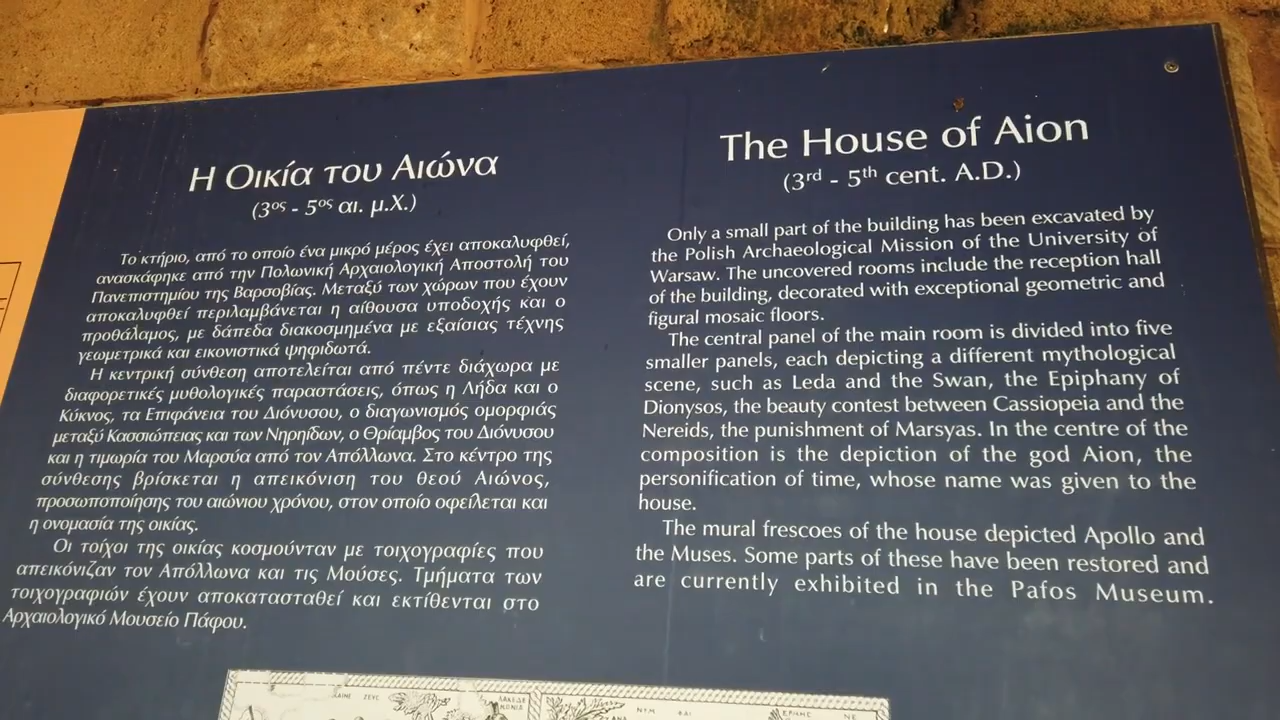 Η Οικία του Αιώνα
(3ος - 5ος αι. μ.Χ.)
Το κτήριο, από το οποίο ένα μικρό μέρος έχει αποκαλυφθεί,
ανασκάφηκε από την Πολωνική Αρχαιολογική Αποστολή του
Πανεπιστημίου της Βαρσοβίας. Μεταξύ των χώρων που έχουν
αποκαλυφθεί περιλαμβάνεται η αίθουσα υποδοχής και ο
προθάλαμος, με δάπεδα διακοσμημένα με εξαίσιας τέχνης
γεωμετρικά και εικονιστικά ψηφιδωτά.
Η κεντρική σύνθεση αποτελείται από πέντε διάχωρα με
διαφορετικές μυθολογικές παραστάσεις, όπως η Λήδα και ο
Κύκνος, τα Επιφάνεια του Διόνυσου, ο διαγωνισμός ομορφιάς
μεταξύ Κασσιώπειας και των Νηρηίδων, ο Θρίαμβος του Διόνυσου
και η τιμωρία του Μαρσύα από τον Απόλλωνα. Στο κέντρο της
σύνθεσης βρίσκεται η απεικόνιση του θεού Αιώνος,
προσωποποίησης του αιώνιου χρόνου, στον οποίο οφείλεται και
η ονομασία της οικίας.
Οι τοίχοι της οικίας κοσμούνταν με τοιχογραφίες που
απεικόνιζαν τον Απόλλωνα και τις Μούσες. Τμήματα των
τοιχογραφιών έχουν αποκατασταθεί και εκτίθενται στο
Αρχαιολογικό Μουσείο Πάφου.
The House of Aion
(3rd - 5th cent. A.D.)
Only a small part of the building has been excavated by
the Polish Archaeological Mission of the University of
Warsaw. The uncovered rooms include the reception hall
of the building, decorated with exceptional geometric and
figural mosaic floors.
The central panel of the main room is divided into five
smaller panels, each depicting a different mythological
scene, such as Leda and the Swan, the Epiphany of
Dionysos, the beauty contest between Cassiopeia and the
Nereids, the punishment of Marsyas. In the centre of the
composition is the depiction of the god Aion, the
personification of time, whose name was given to the
house.
The mural frescoes of the house depicted Apollo and
the Muses. Some parts of these have been restored and
are currently exhibited in the Pafos Museum.
ΖΕΥΣ